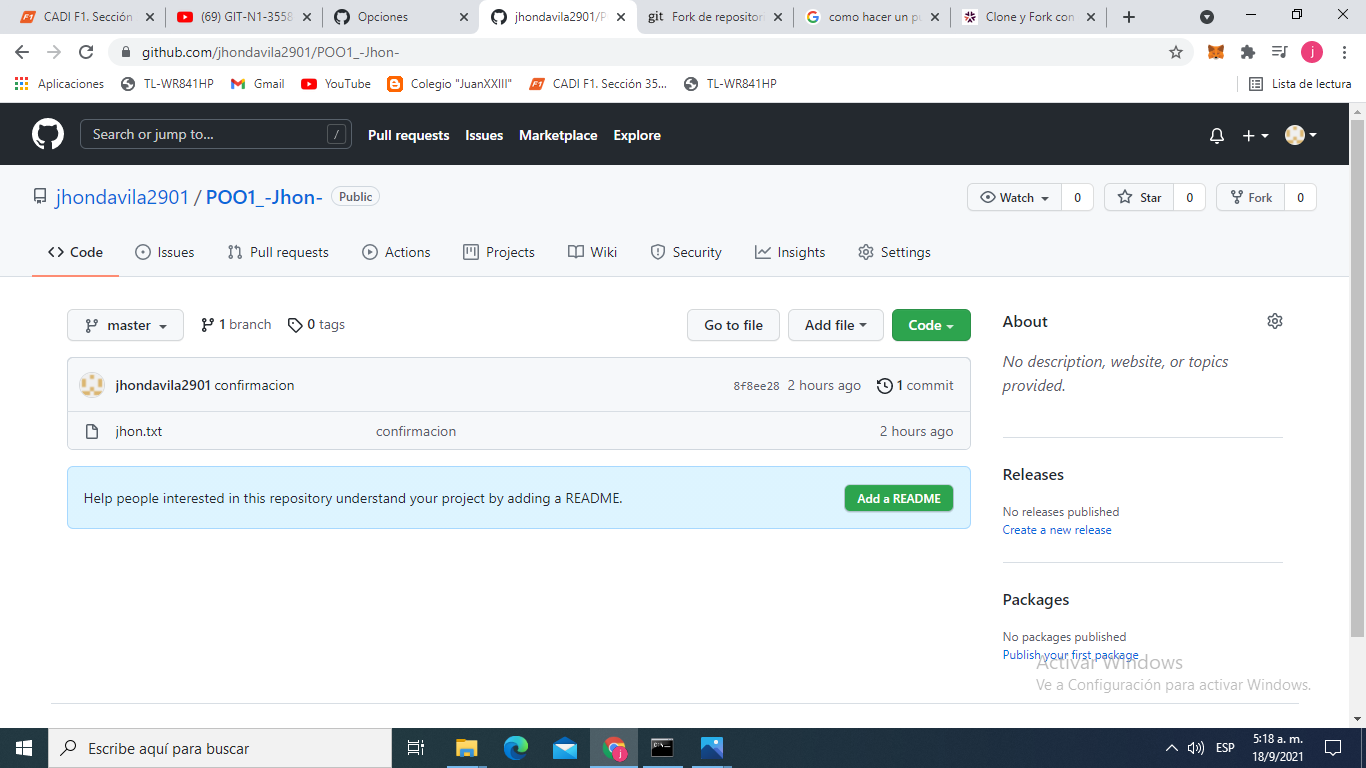 CADI F1. Sección
(69) GIT-N1-3558
Opciones
jhondavila2901/P
git Fork de repositori
como hacer un pu
Clone y Fork con
github.com/jhondavila2901/POO1_-Jhon-
j
Aplicaciones
TL-WR841HP
Gmail
YouTube
Colegio "JuanXXIII"
CADI F1. Sección 35...
TL-WR841HP
Lista de lectura
Search or jump to...
/
Pull requests
Issues
Marketplace
Explore
jhondavila2901 / POO1_-Jhon-
Public
Watch 0
Star 0
Fork 0
Code
Issues
Pull requests
Actions
Projects
Wiki
Security
Insights
Settings
master
1 branch
0 tags
Go to file
Add file
Code
jhondavila2901 confirmacion
8f8ee28 2 hours ago
1 commit
jhon.txt
confirmacion
2 hours ago
Help people interested in this repository understand your project by adding a README.
Add a README
About
No description, website, or topics
provided.
Releases
No releases published
Create a new release
Packages
No packages published
Publish your first package
Activar Windows
Ve a Configuración para activar Windows.
Escribe aquí para buscar
ESP
5:18 a. m.
18/9/2021